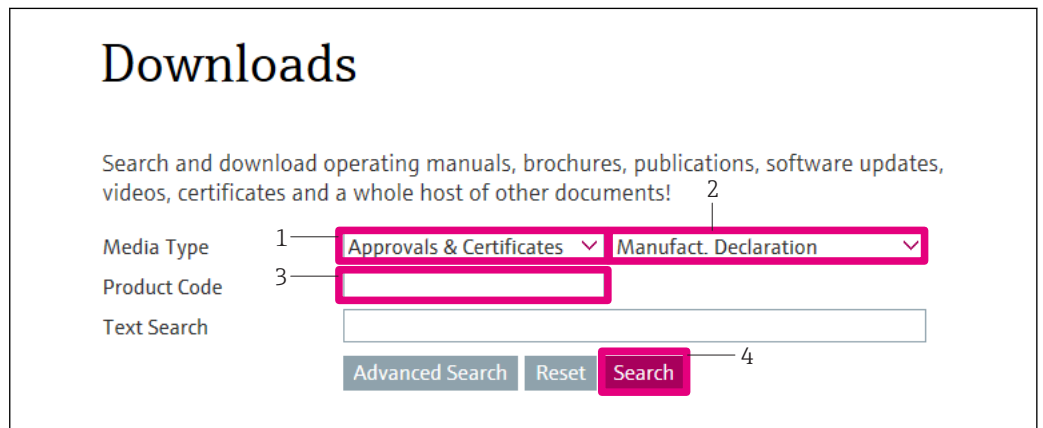 Downloads
Search and download operating manuals, brochures, publications, software updates,
videos, certificates and a whole host of other documents!
2
Media Type 1 Approvals & Certificates Manufact. Declaration
Product Code 3
Text Search
Advanced Search Reset Search 4